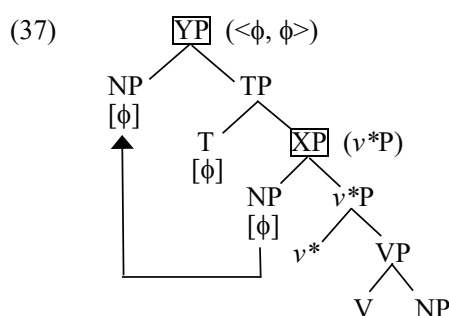 (37) YP (<ϕ, ϕ>)
NP TP
[ϕ]
T XP (v*P)
[ϕ]
NP v*P
[ϕ]
v* VP
V NP